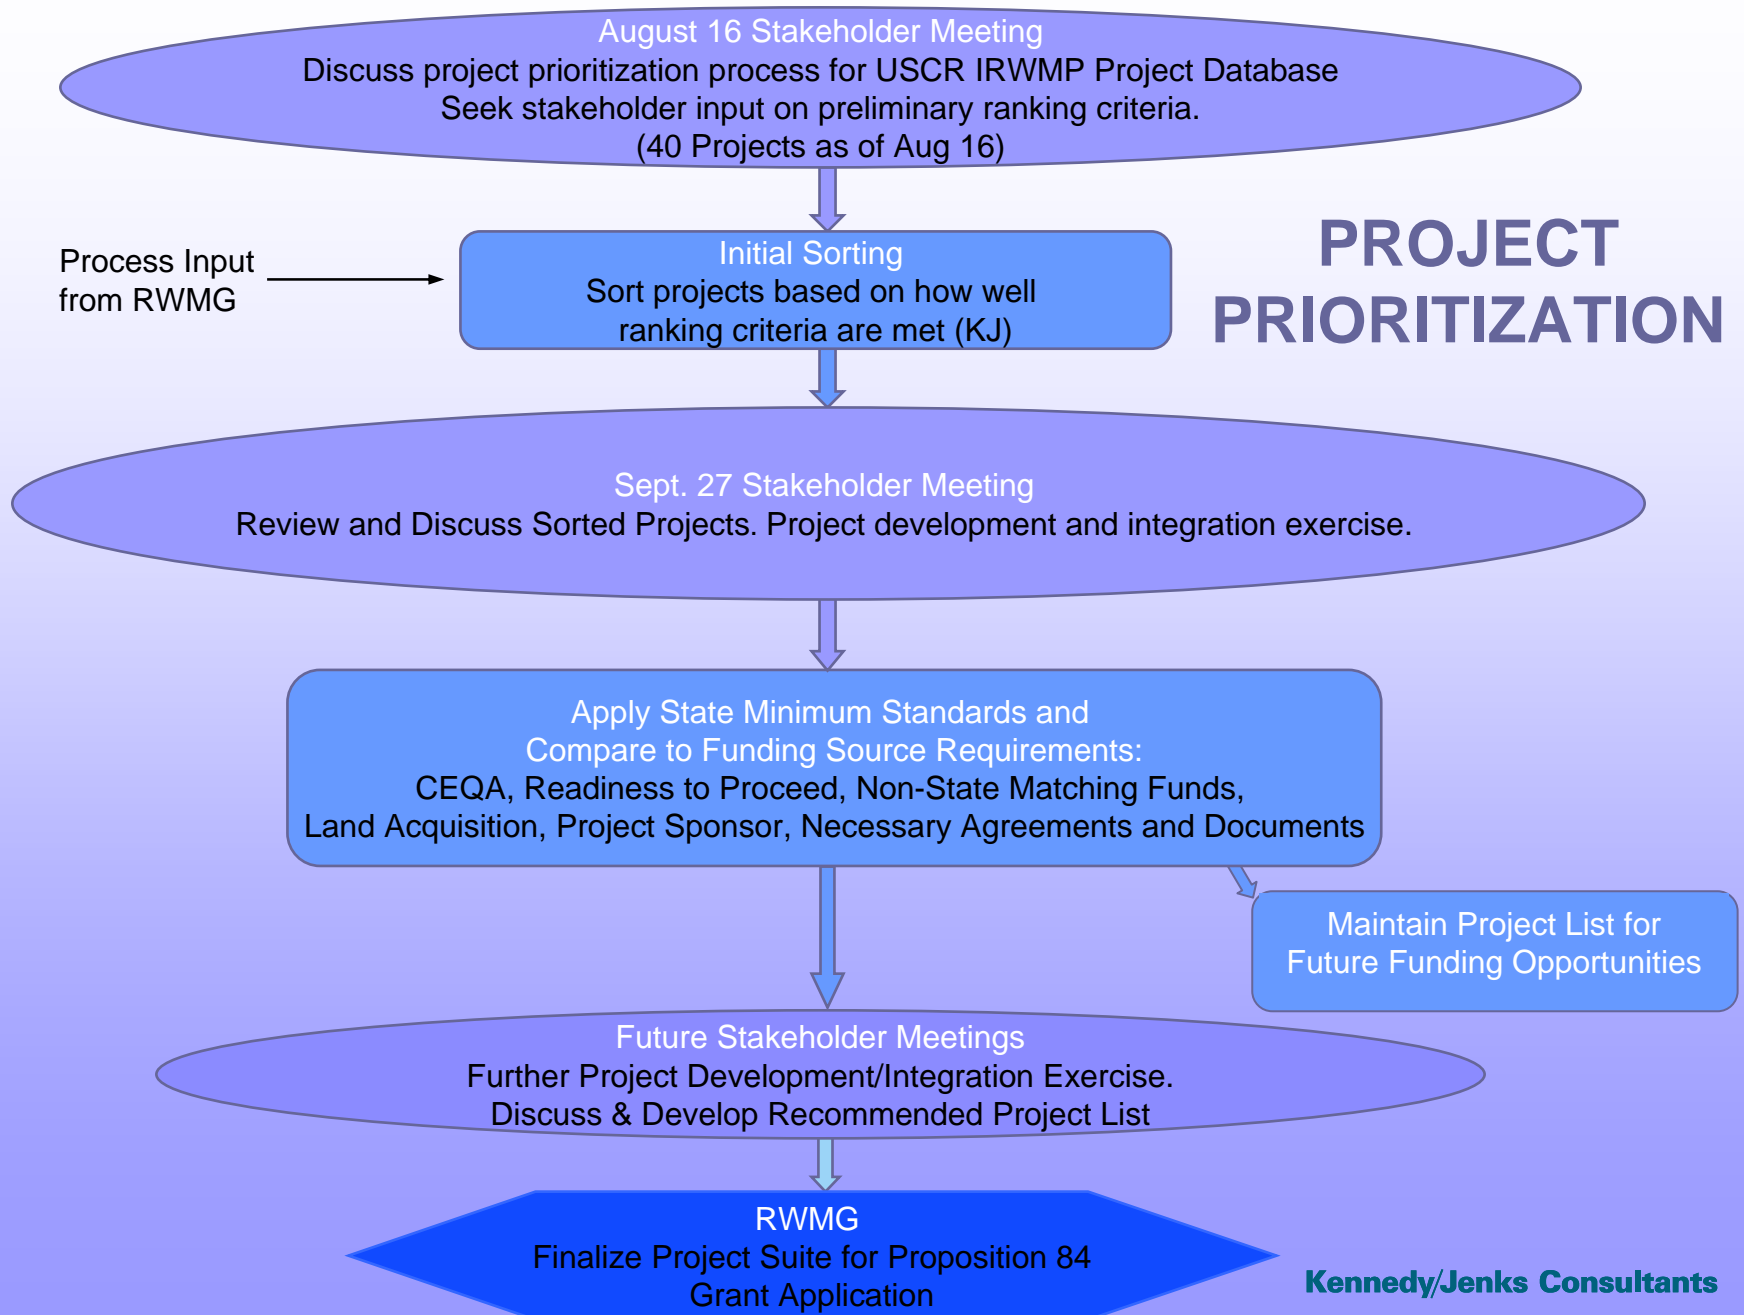 August 16 Stakeholder Meeting
Discuss project prioritization process for USCR IRWMP Project Database
Seek stakeholder input on preliminary ranking criteria.
(40 Projects as of Aug 16)
PROJECT
PRIORITIZATION
Process Input
from RWMG
Initial Sorting
Sort projects based on how well
ranking criteria are met (KJ)
Sept. 27 Stakeholder Meeting
Review and Discuss Sorted Projects. Project development and integration exercise.
Apply State Minimum Standards and
Compare to Funding Source Requirements:
CEQA, Readiness to Proceed, Non-State Matching Funds,
Land Acquisition, Project Sponsor, Necessary Agreements and Documents
Maintain Project List for
Future Funding Opportunities
Future Stakeholder Meetings
Further Project Development/Integration Exercise.
Discuss & Develop Recommended Project List
RWMG
Finalize Project Suite for Proposition 84
Grant Application
Kennedy/Jenks Consultants